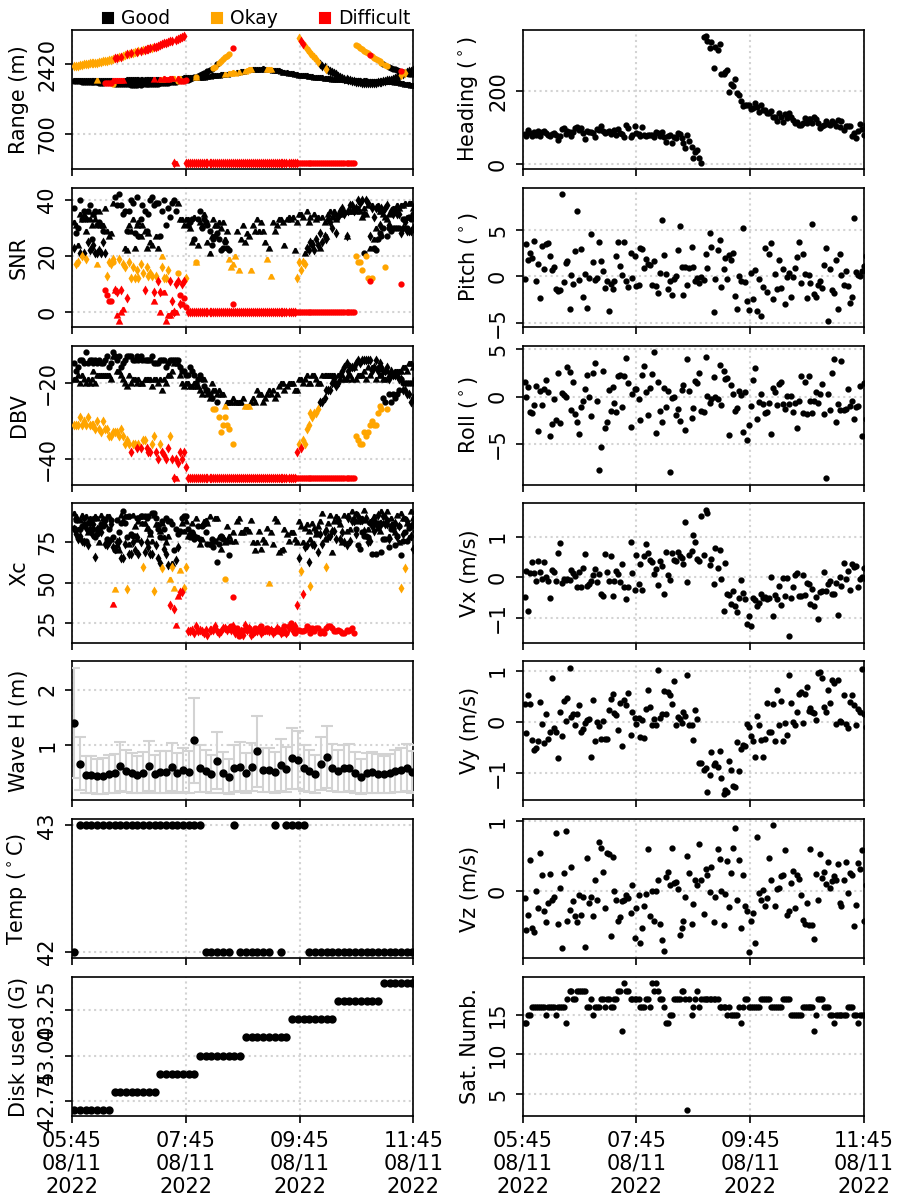 Good Okay Difficult
Range (m)
2420
700
Heading (°)
200
0
SNR
40
20
0
Pitch (°)
5
0
−5
DBV
−20
−40
Roll (°)
5
0
−5
Xc
75
50
25
Vx (m/s)
1
0
−1
Wave H (m)
2
1
Vy (m/s)
1
0
−1
Temp (°C)
43
42
Vz (m/s)
1
0
Disk used (G)
43.25
43.00
42.75
Sat. Numb.
15
10
5
05:45 07:45 09:45 11:45
08/11 08/11 08/11 08/11
2022 2022 2022 2022
05:45 07:45 09:45 11:45
08/11 08/11 08/11 08/11
2022 2022 2022 2022